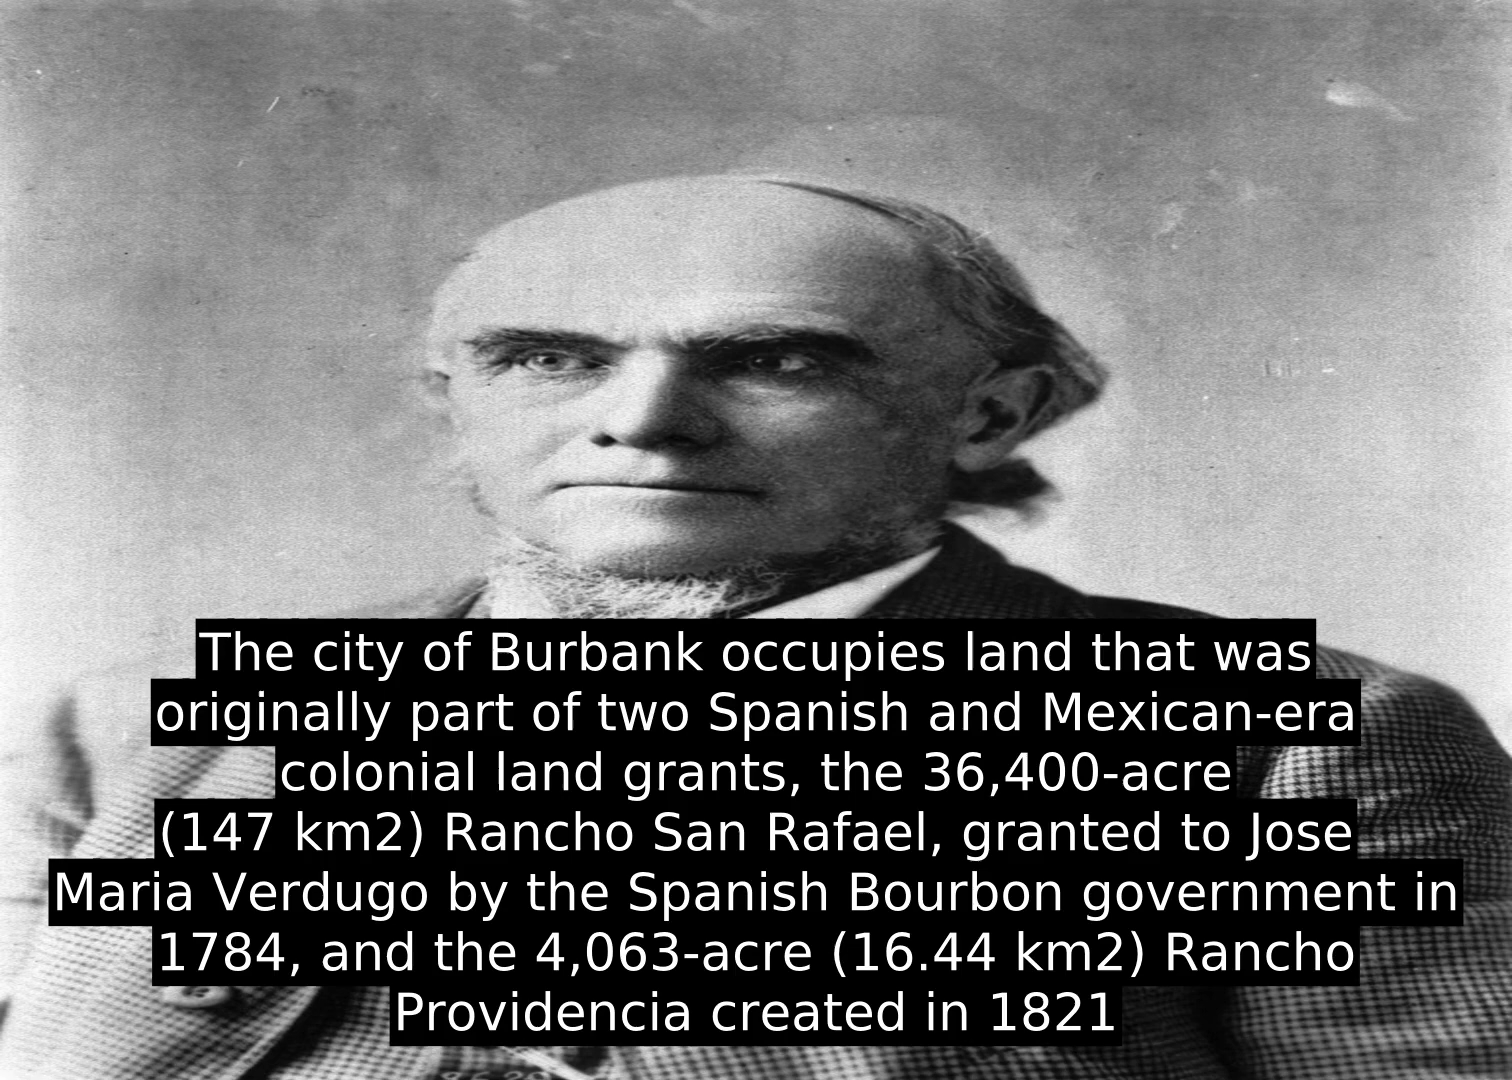 The city of Burbank occupies land that was
originally part of two Spanish and Mexican-era
colonial land grants, the 36,400-acre
(147 km2) Rancho San Rafael, granted to Jose
Maria Verdugo by the Spanish Bourbon government in
1784, and the 4,063-acre (16.44 km2) Rancho
Providencia created in 1821